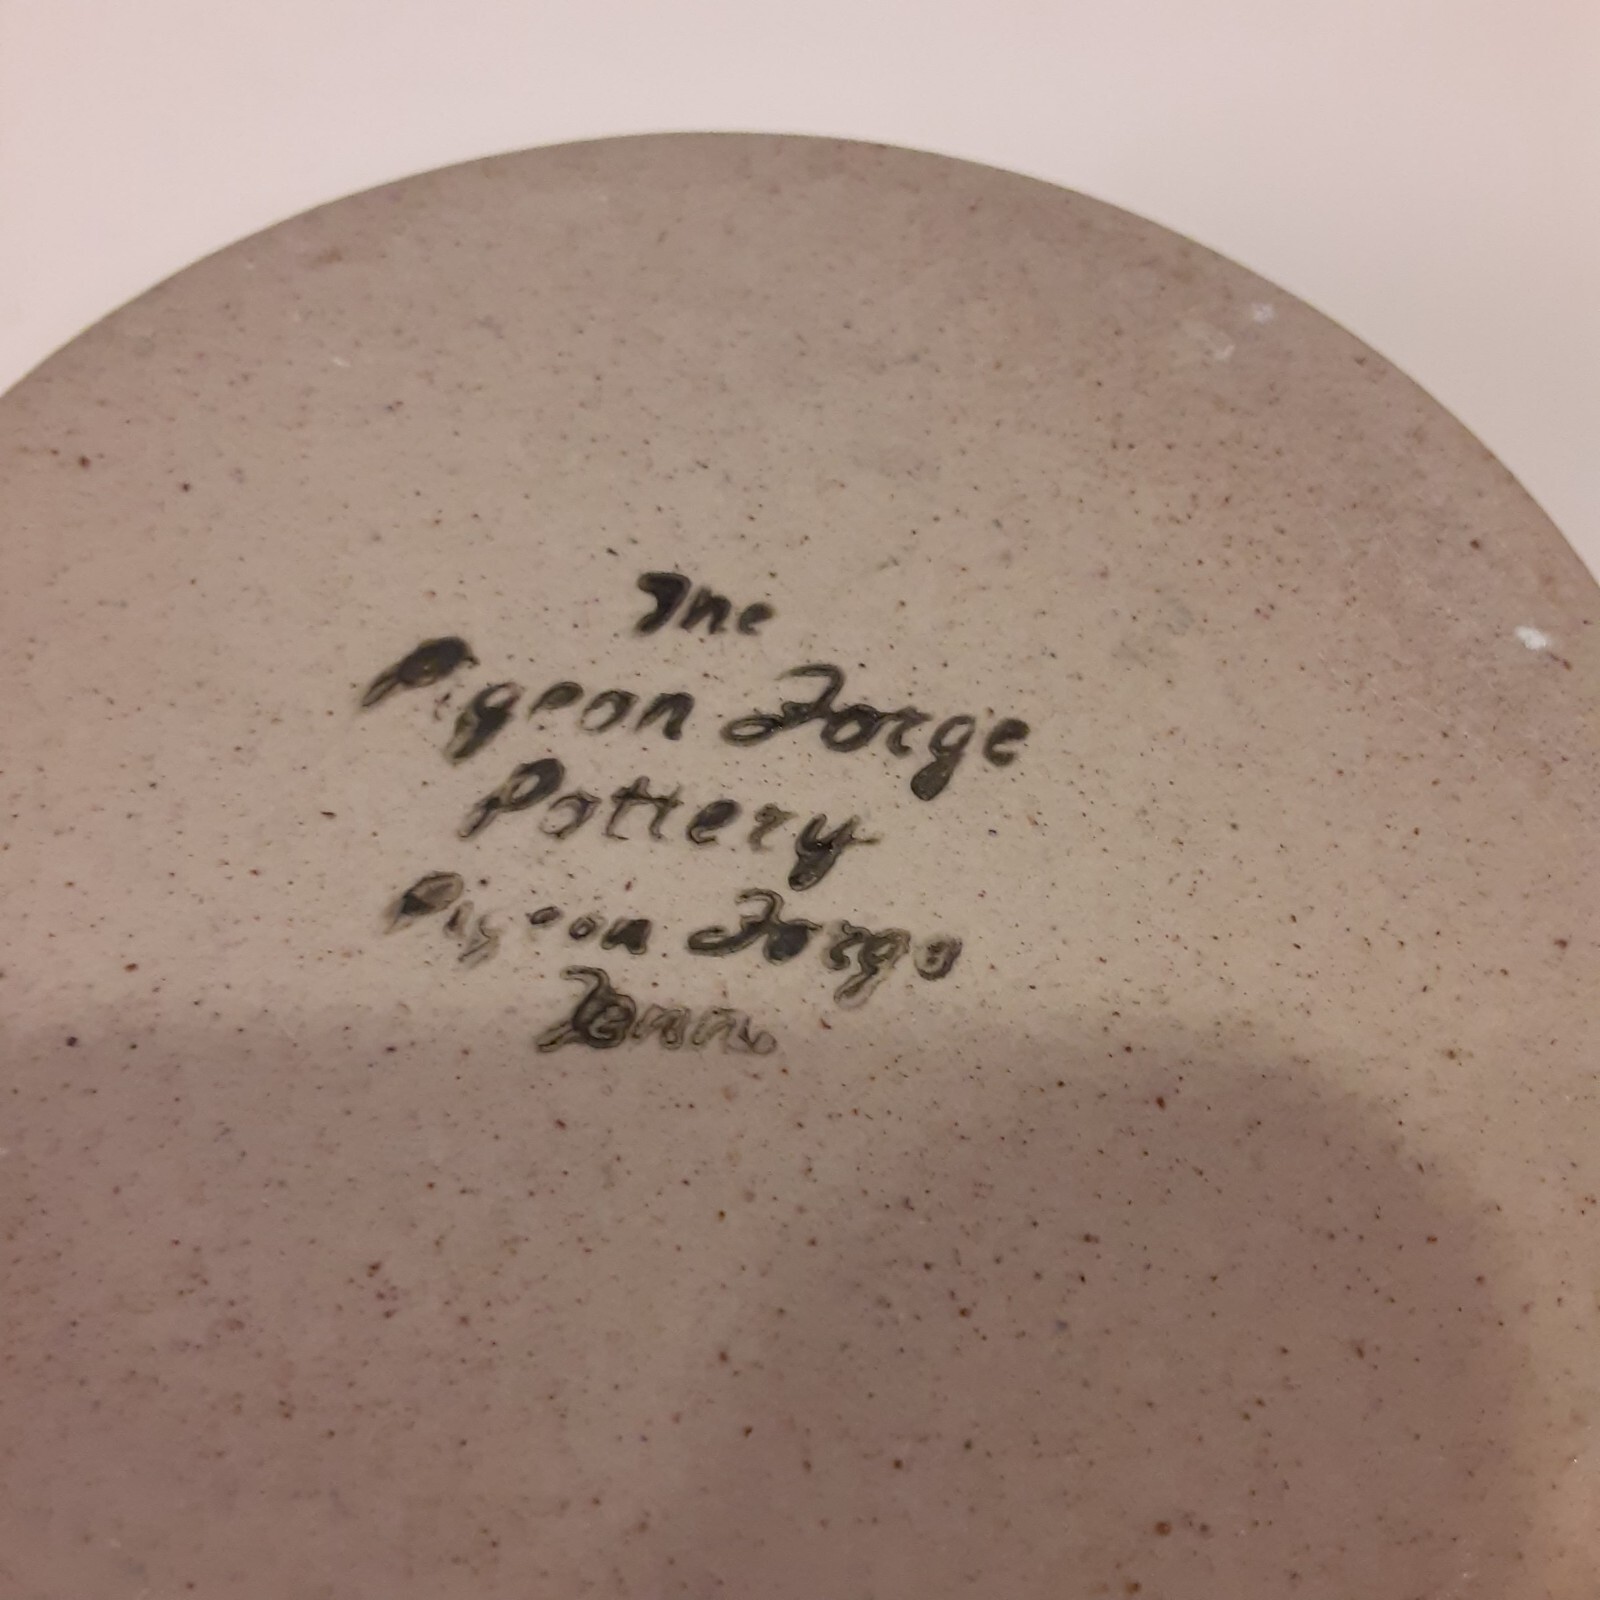 The
Pigeon Forge
Pottery
Pigeon Forge
Tenn.